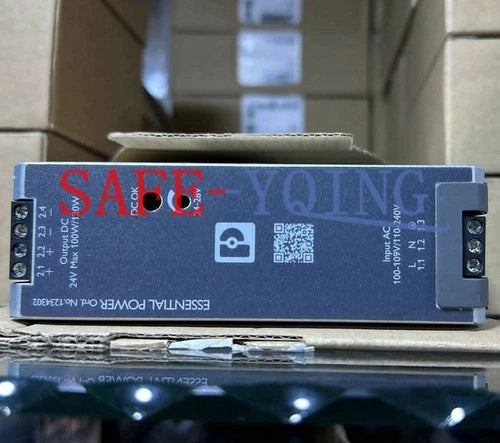 SAFE-YQING
DC OK
24V Max 100W/120W
Output DC
2.4
2.3
2.2
2.1
- - + +
Input AC
100-109V/110-240V
L N
1.1 1.2 1.3
ESSENTIAL POWER Ord. No.1234302